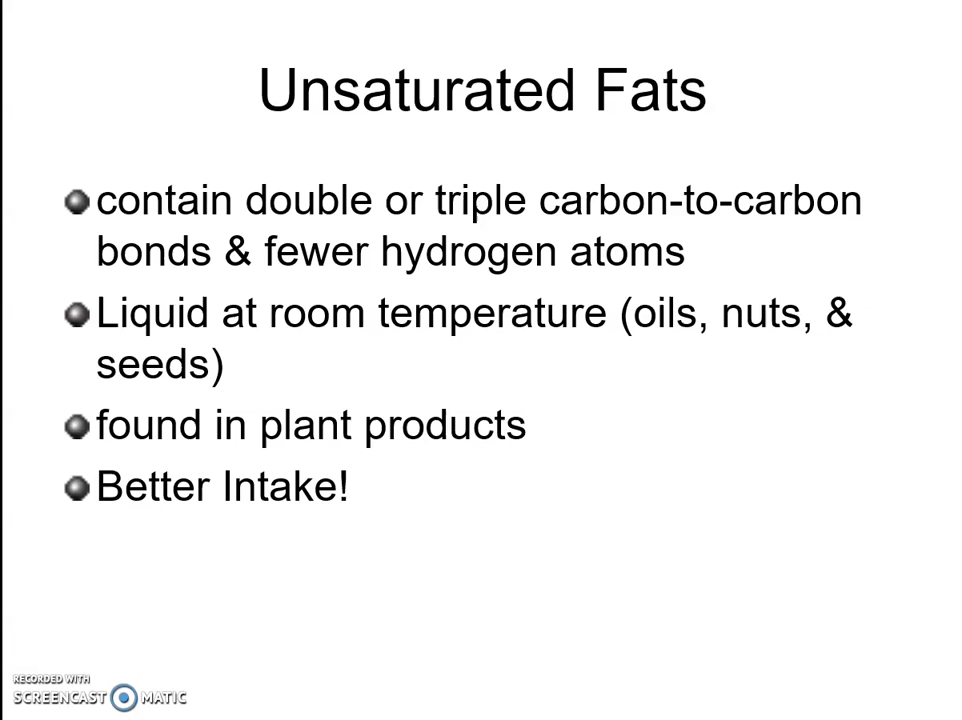 Unsaturated Fats
contain double or triple carbon-to-carbon
bonds & fewer hydrogen atoms
Liquid at room temperature (oils, nuts, &
seeds)
found in plant products
Better Intake!
RECORDED WITH
SCREENCAST MATIC